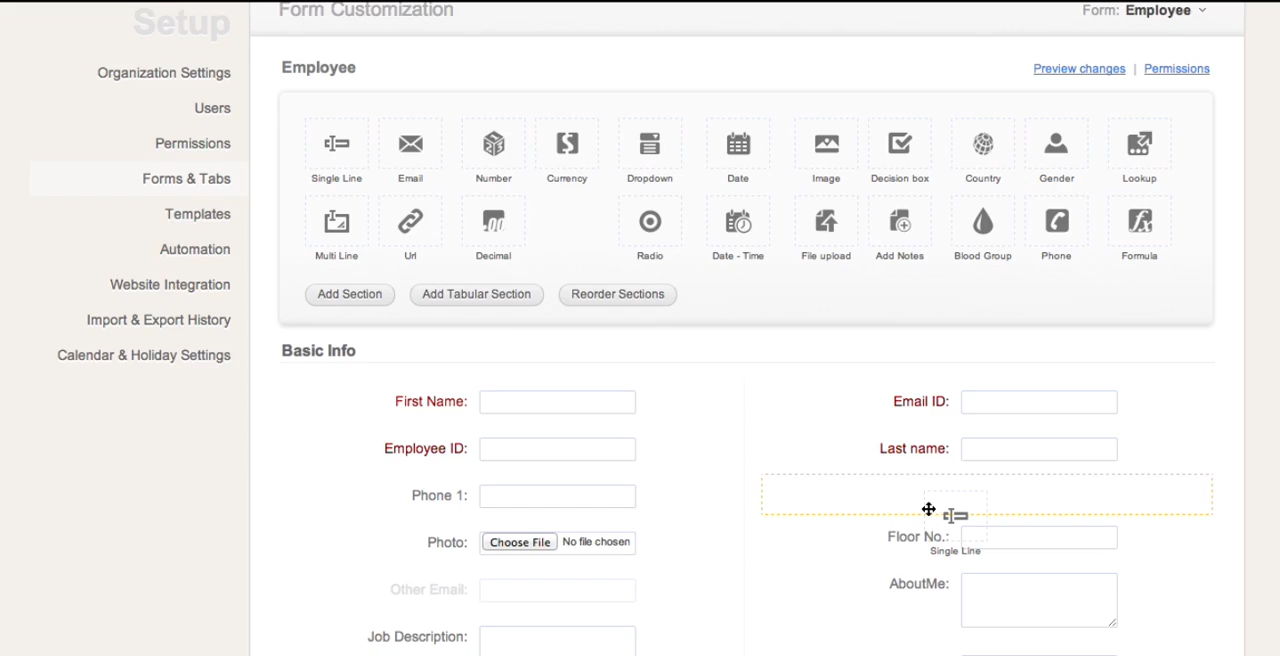 Setup
Form Customization
Form: Employee
Organization Settings
Users
Permissions
Forms & Tabs
Templates
Automation
Website Integration
Import & Export History
Calendar & Holiday Settings
Employee
Preview changes | Permissions
Single Line
Email
Number
Currency
Dropdown
Date
Image
Decision box
Country
Gender
Lookup
Multi Line
Url
Decimal
Radio
Date - Time
File upload
Add Notes
Blood Group
Phone
Formula
Add Section
Add Tabular Section
Reorder Sections
Basic Info
First Name:
Email ID:
Employee ID:
Last name:
Phone 1:
Photo: Choose File No file chosen
Floor No.:
Single Line
Other Email:
AboutMe:
Job Description: